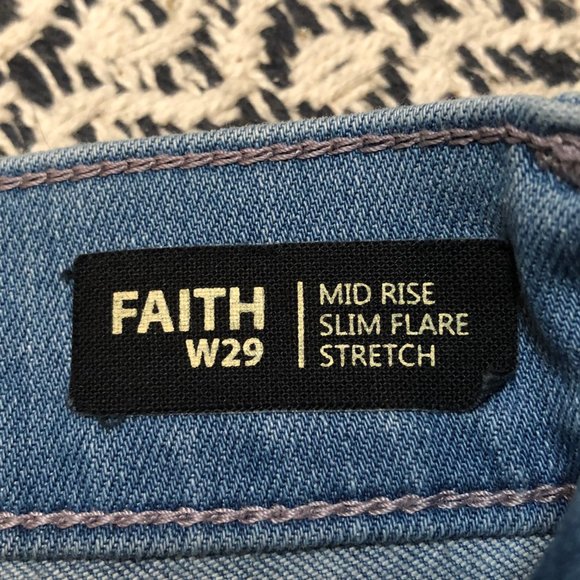 FAITH
W29
MID RISE
SLIM FLARE
STRETCH